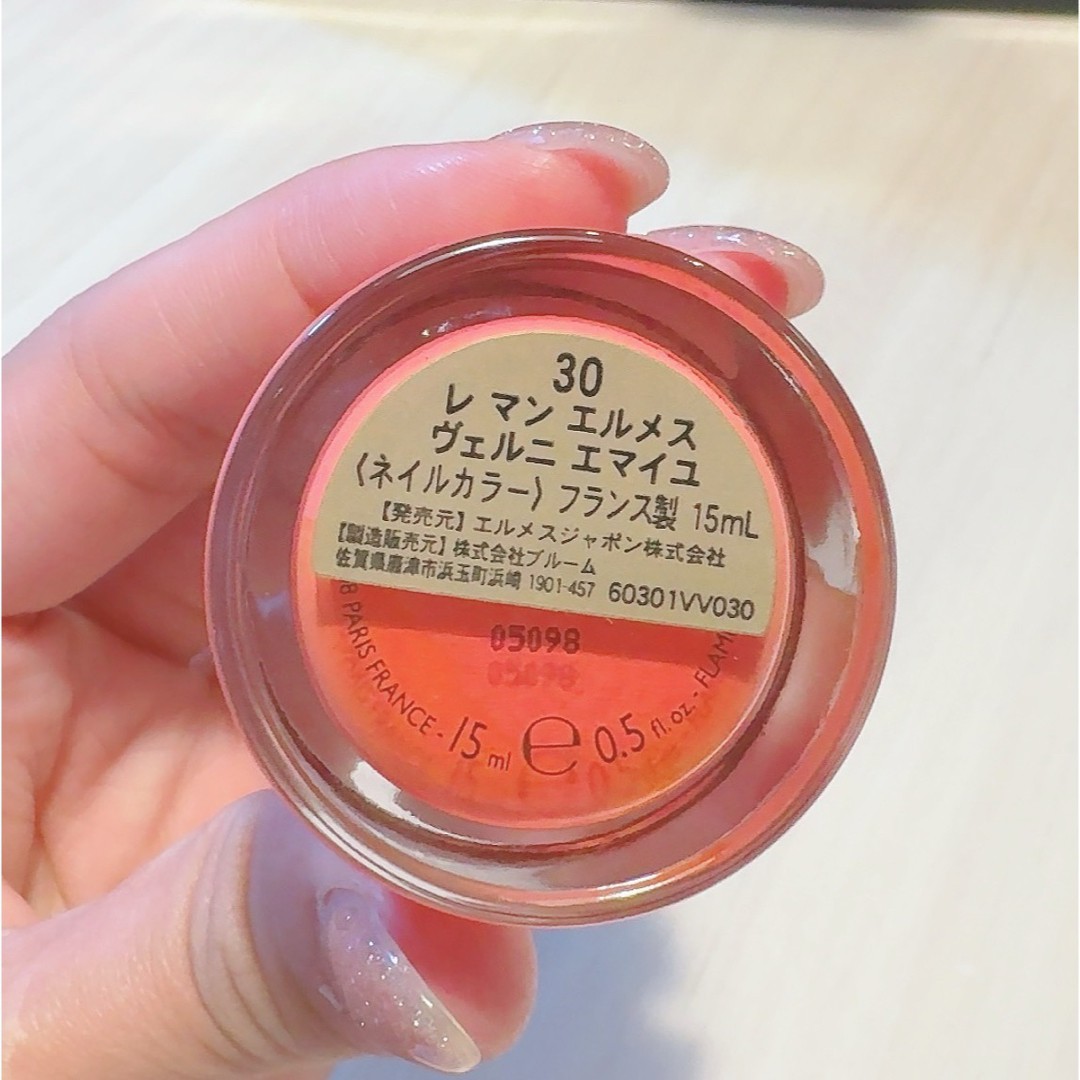 30
レ マン エルメス
ヴェルニ エマイユ
〈ネイルカラー〉 フランス製 15mL
【発売元】エルメスジャポン株式会社
【製造販売元】株式会社ブルーム
佐賀県唐津市浜玉町浜崎 1901-457 60301VV030
05098
8 PARIS FRANCE - 15 ml e 0.5 fl.oz. - FLAM